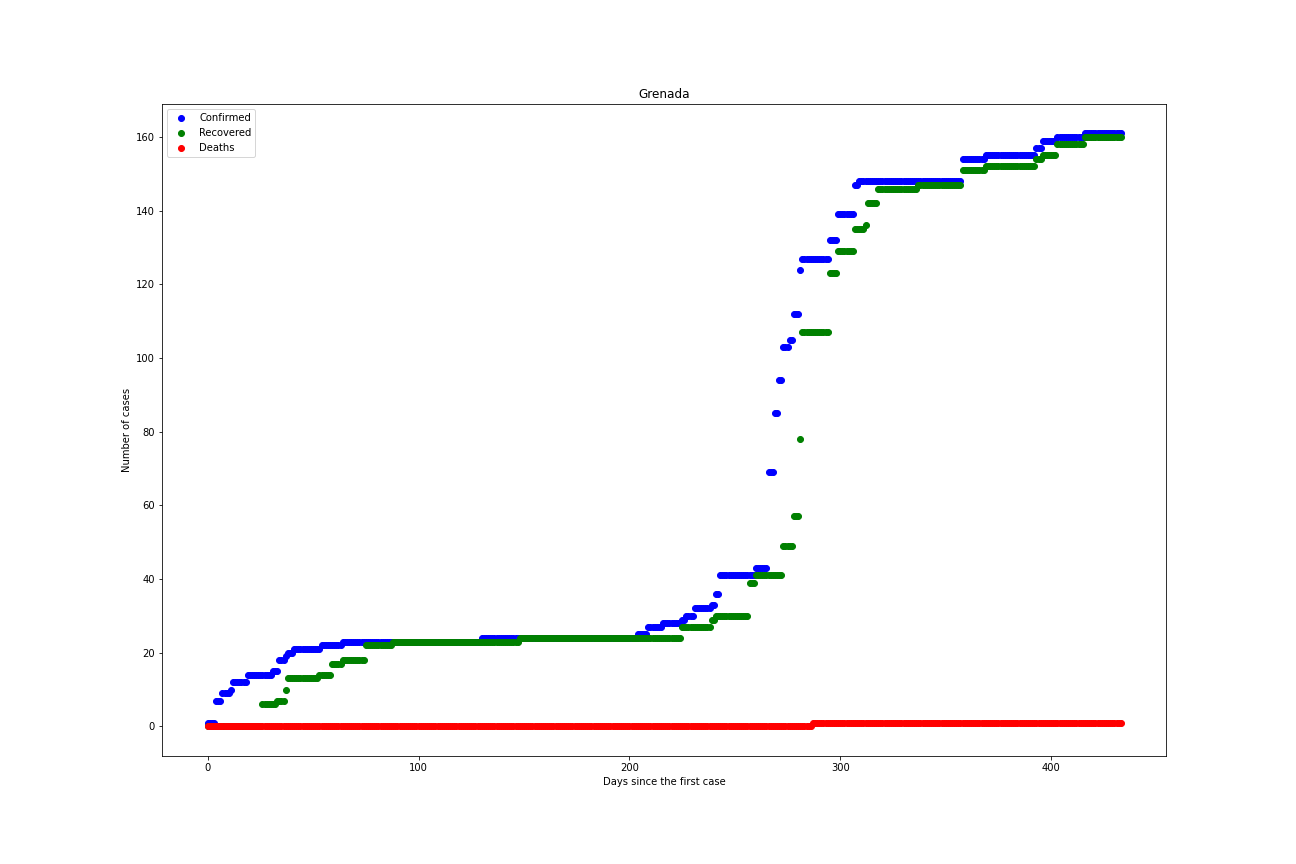 Grenada
Confirmed
Recovered
Deaths
Number of cases
160
140
120
100
80
60
40
20
0
0 100 200 300 400
Days since the first case